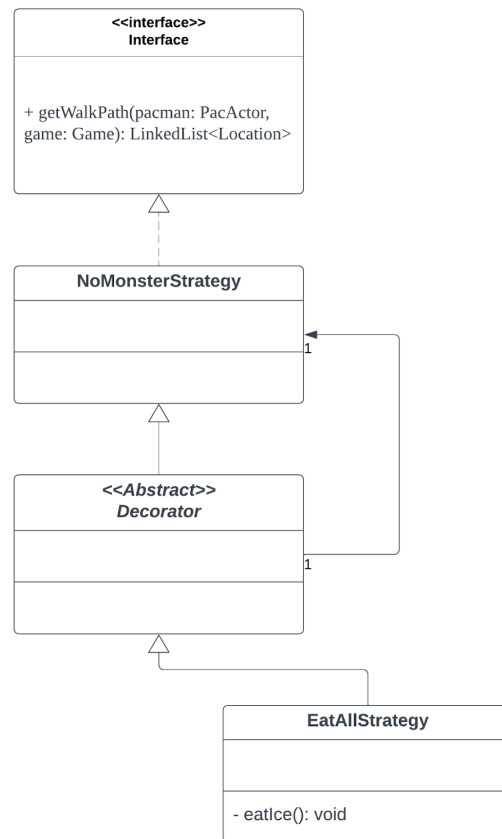 <<interface>>
Interface
+ getWalkPath(pacman: PacActor,
game: Game): LinkedList<Location>
NoMonsterStrategy
1
<<Abstract>>
Decorator
1
EatAllStrategy
- eatIce(): void